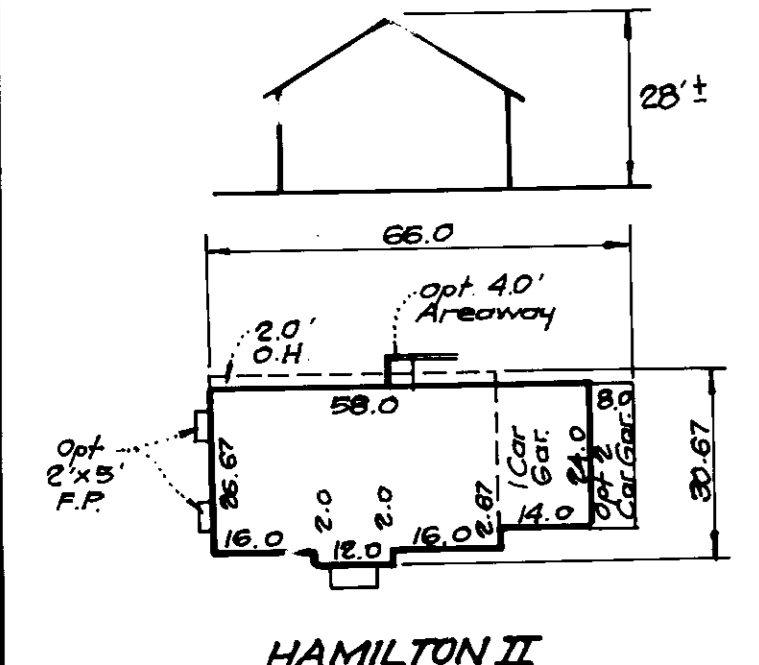 28'±
66.0
opt. 4.0'
Areaway
2.0'
O.H.
58.0
8.0
Opt
2'x5'
F.P.
26.67
1 Car
Gar.
24.0
Opt 2
Car Gar.
30.67
2.0
2.0
2.67
14.0
16.0
12.0
16.0
HAMILTON II